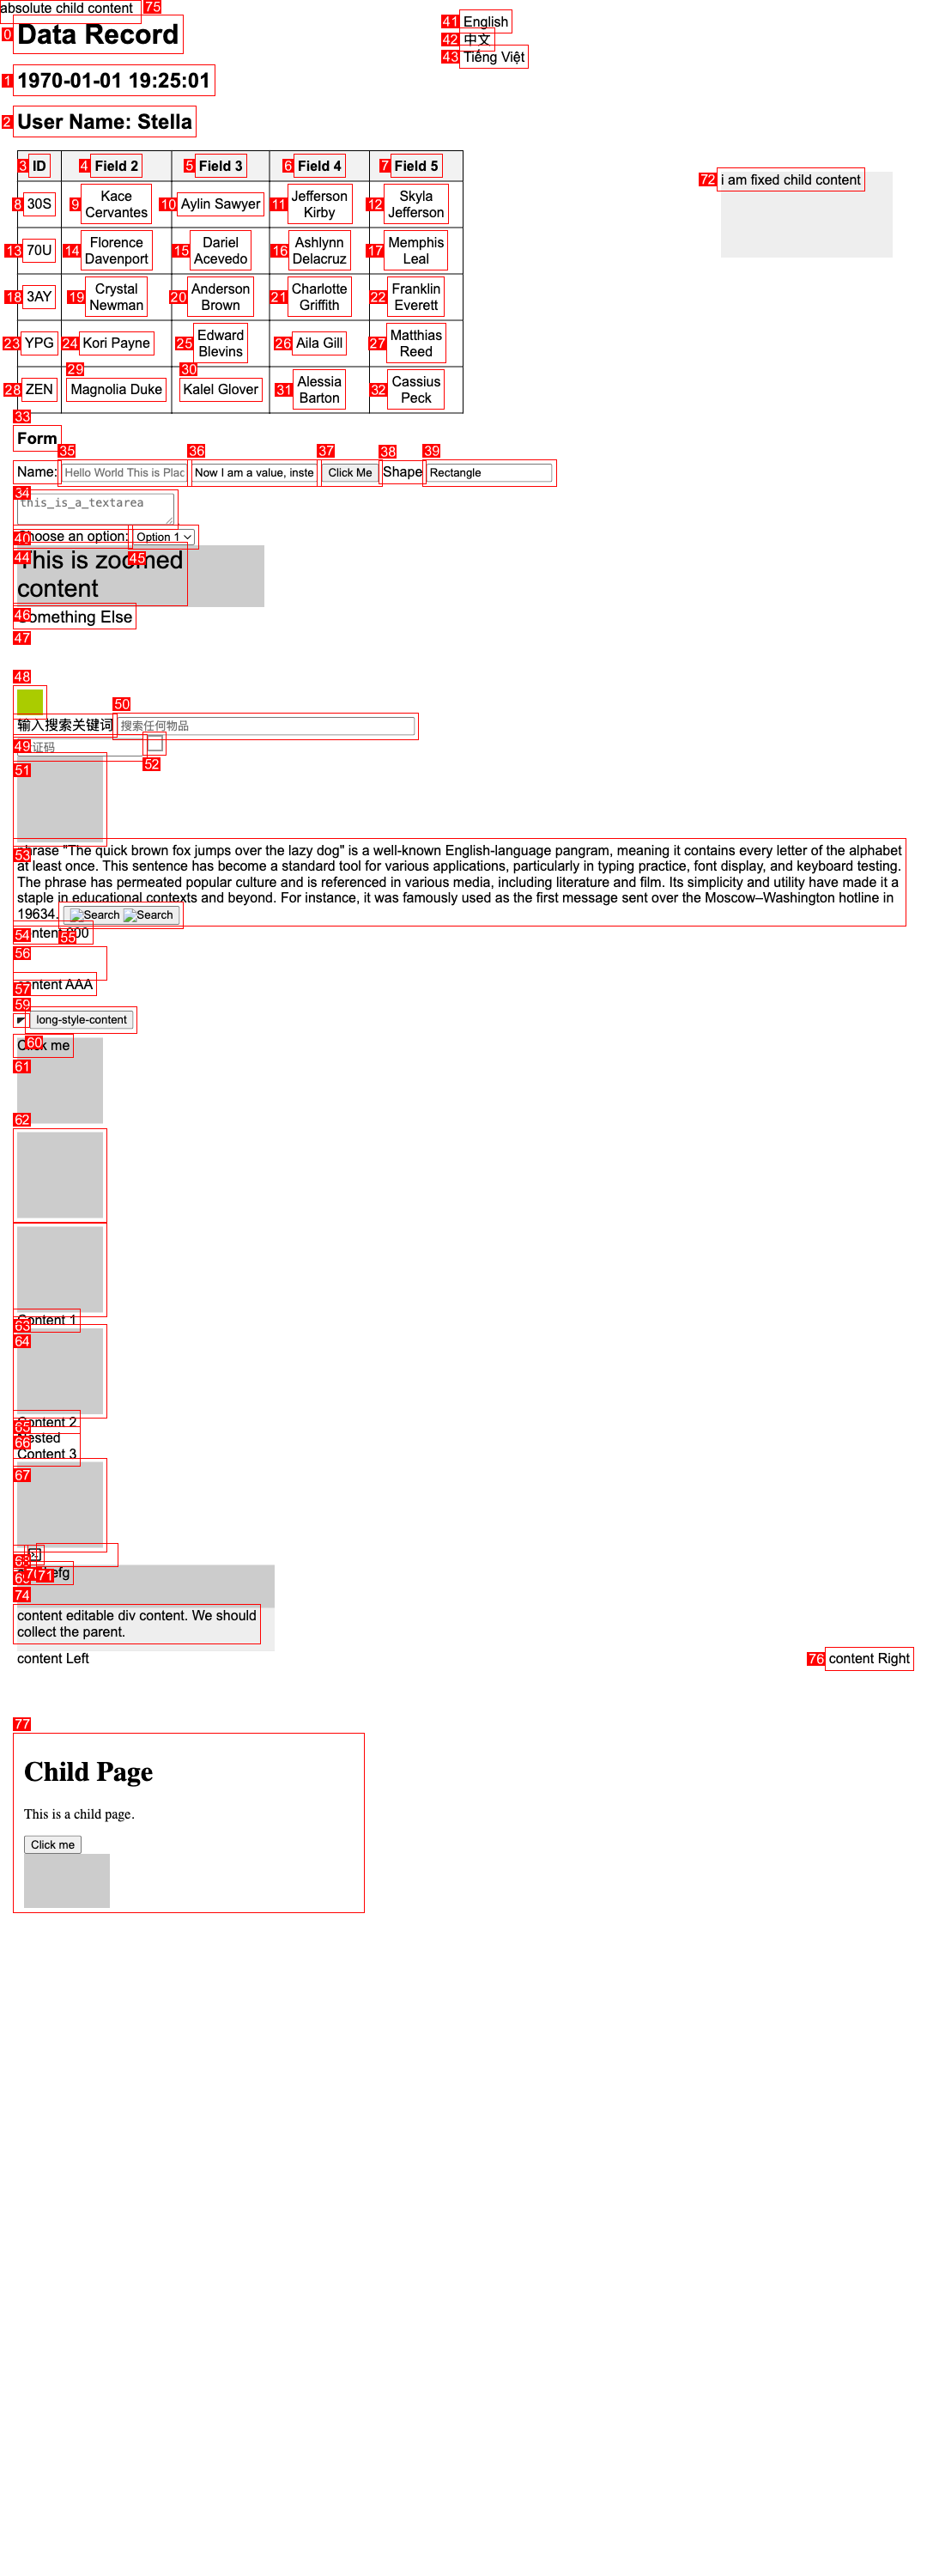 absolute child content 75
0 Data Record
41 English
42 中文
43 Tiếng Việt
1 1970-01-01 19:25:01
2 User Name: Stella
3 ID 4 Field 2 5 Field 3 6 Field 4 7 Field 5
8 30S 9 Kace Cervantes 10 Aylin Sawyer 11 Jefferson Kirby 12 Skyla Jefferson
13 70U 14 Florence Davenport 15 Dariel Acevedo 16 Ashlynn Delacruz 17 Memphis Leal
18 3AY 19 Crystal Newman 20 Anderson Brown 21 Charlotte Griffith 22 Franklin Everett
23 YPG 24 Kori Payne 25 Edward Blevins 26 Aila Gill 27 Matthias Reed
28 ZEN 29 Magnolia Duke 30 Kalel Glover 31 Alessia Barton 32 Cassius Peck
72 i am fixed child content
33
Form
35 36 37 38 39
Name: Hello World This is Plac Now I am a value, inste Click Me Shape Rectangle
34
this_is_a_textarea
40 Choose an option: Option 1
45
44 This is zoomed
content
46 Something Else
47
48
50
输入搜索关键词 搜索任何物品
49 证码
52
51
53
phrase "The quick brown fox jumps over the lazy dog" is a well-known English-language pangram, meaning it contains every letter of the alphabet
at least once. This sentence has become a standard tool for various applications, particularly in typing practice, font display, and keyboard testing.
The phrase has permeated popular culture and is referenced in various media, including literature and film. Its simplicity and utility have made it a
staple in educational contexts and beyond. For instance, it was famously used as the first message sent over the Moscow–Washington hotline in
19634. Search Search
54 content 55 00
56
57 content AAA
59
long-style-content
60
Click me
61
62
Content 1
63
64
Content 2
65
66 Nested
Content 3
67
68
71
74
content editable div content. We should
collect the parent.
content Left 76 content Right
77
Child Page
This is a child page.
Click me